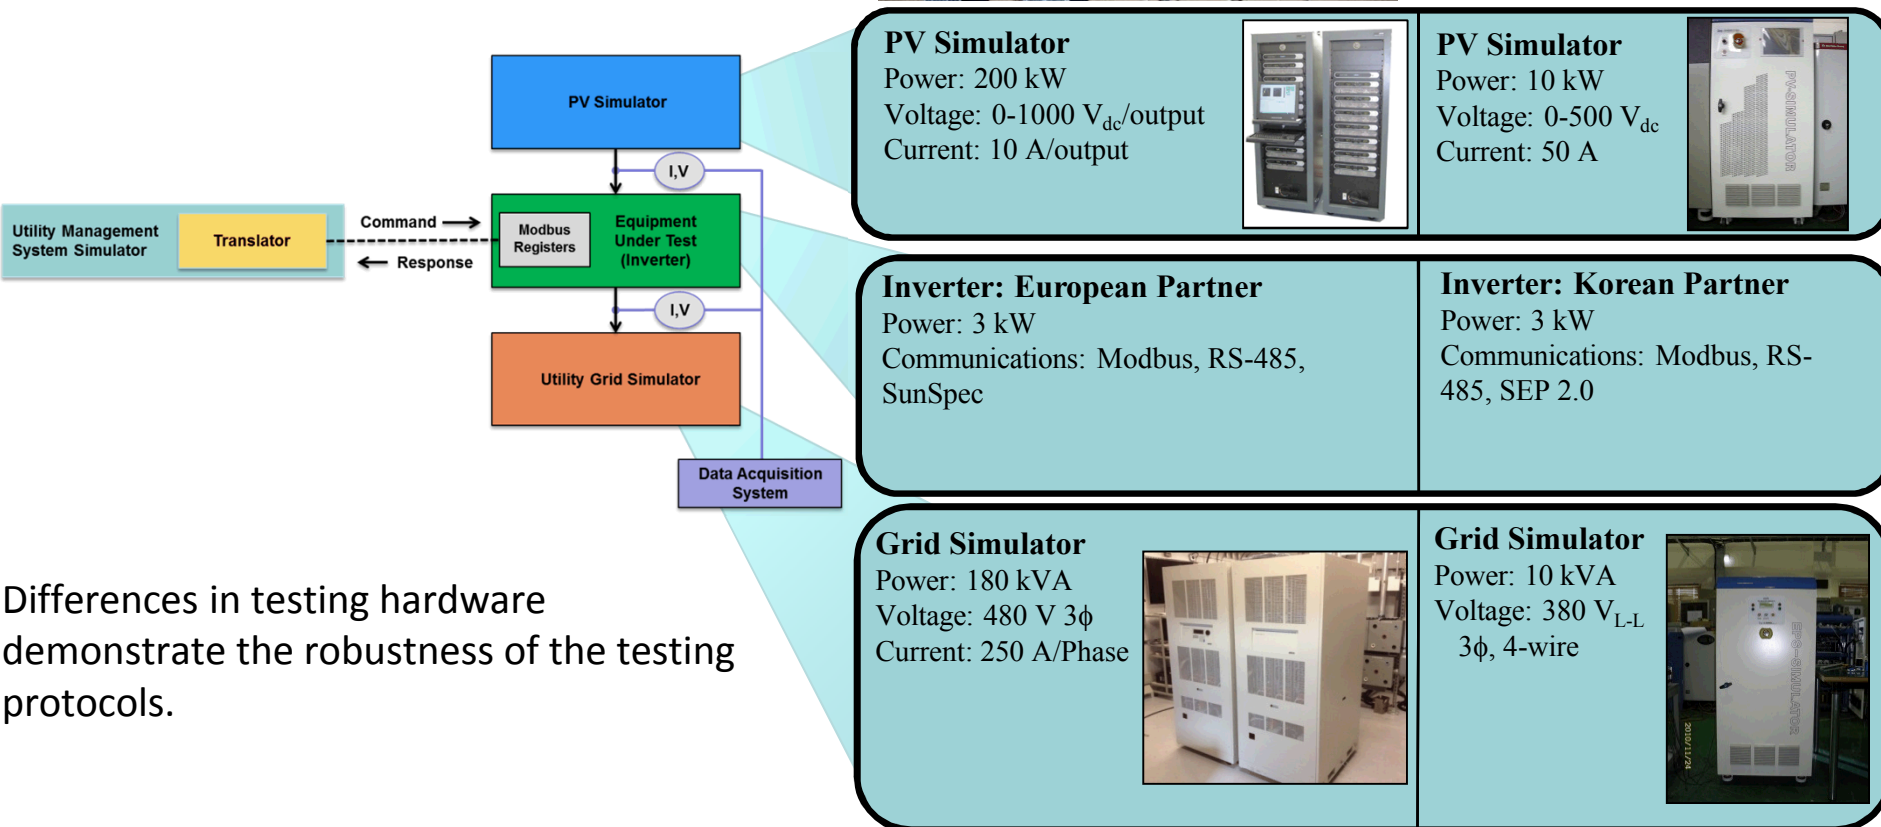 PV Simulator
I,V
Utility Management
System Simulator
Translator
Command
Response
Modbus
Registers
Equipment
Under Test
(Inverter)
I,V
Utility Grid Simulator
Data Acquisition
System
Differences in testing hardware
demonstrate the robustness of the testing
protocols.
PV Simulator
Power: 200 kW
Voltage: 0-1000 Vdc/output
Current: 10 A/output
PV Simulator
Power: 10 kW
Voltage: 0-500 Vdc
Current: 50 A
PV-SIMULATOR
Inverter: European Partner
Power: 3 kW
Communications: Modbus, RS-485,
SunSpec
Inverter: Korean Partner
Power: 3 kW
Communications: Modbus, RS-
485, SEP 2.0
Grid Simulator
Power: 180 kVA
Voltage: 480 V 3ϕ
Current: 250 A/Phase
Grid Simulator
Power: 10 kVA
Voltage: 380 VL-L
3ϕ, 4-wire
EPS-SIMULATOR
2010/11/24